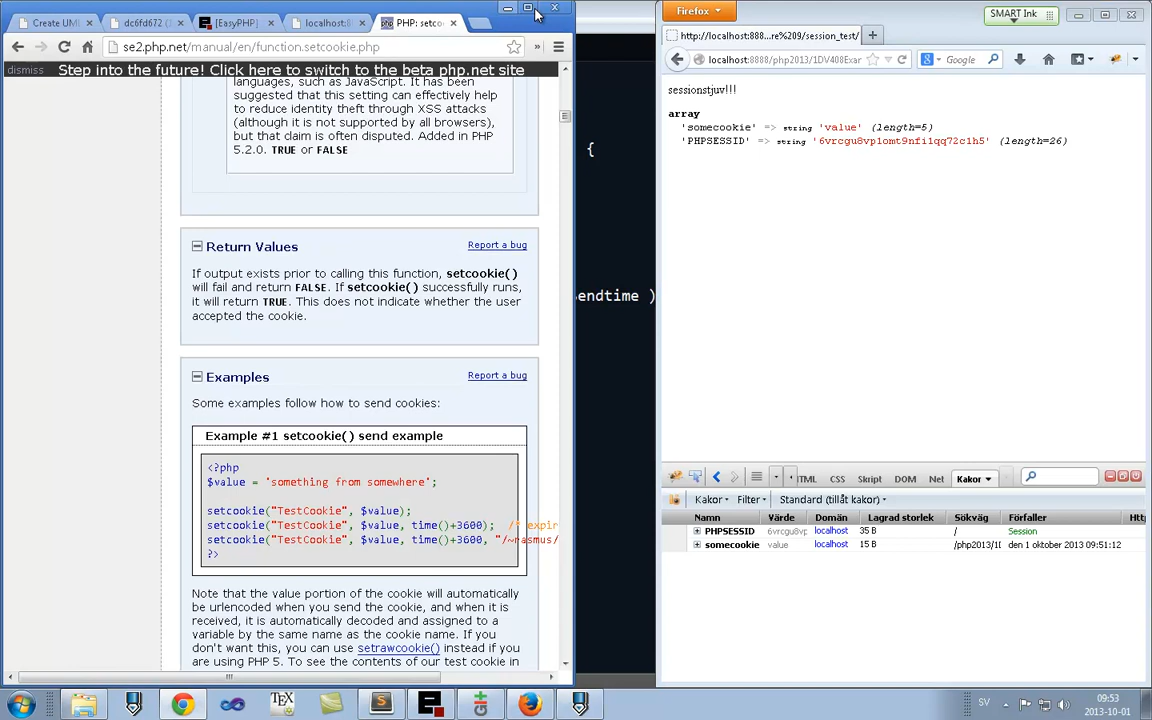 Create UML
dc6fd672 (
[EasyPHP]
localhost:8
PHP: setco
se2.php.net/manual/en/function.setcookie.php
dismiss
Step into the future! Click here to switch to the beta php.net site
languages, such as JavaScript. It has been
suggested that this setting can effectively help
to reduce identity theft through XSS attacks
(although it is not supported by all browsers),
but that claim is often disputed. Added in PHP
5.2.0. TRUE or FALSE
Return Values
Report a bug
If output exists prior to calling this function, setcookie()
will fail and return FALSE. If setcookie() successfully runs,
it will return TRUE. This does not indicate whether the user
accepted the cookie.
Examples
Report a bug
Some examples follow how to send cookies:
Example #1 setcookie() send example
<?php
$value = 'something from somewhere';
setcookie("TestCookie", $value);
setcookie("TestCookie", $value, time()+3600);  /* expir
setcookie("TestCookie", $value, time()+3600, "/~rasmus/
?>
Note that the value portion of the cookie will automatically
be urlencoded when you send the cookie, and when it is
received, it is automatically decoded and assigned to a
variable by the same name as the cookie name. If you
don't want this, you can use setrawcookie() instead if you
are using PHP 5. To see the contents of our test cookie in
{
endtime )
Firefox
SMART Ink
http://localhost:888...re%209/session_test/
localhost:8888/php2013/1DV408Exar
Google
sessionstjuv!!!
array
'somecookie' => string 'value' (length=5)
'PHPSESSID' => string '6vrcgu8vp1omt9nfi1qq72c1h5' (length=26)
HTML CSS Skript DOM Net Kakor
Kakor Filter Standard (tillåt kakor)
Namn Värde Domän Lagrad storlek Sökväg Förfaller Htt
PHPSESSID 6vrcgu8vp localhost 35 B / Session
somecookie value localhost 15 B /php2013/1D den 1 oktober 2013 09:51:12
SV
09:53
2013-10-01